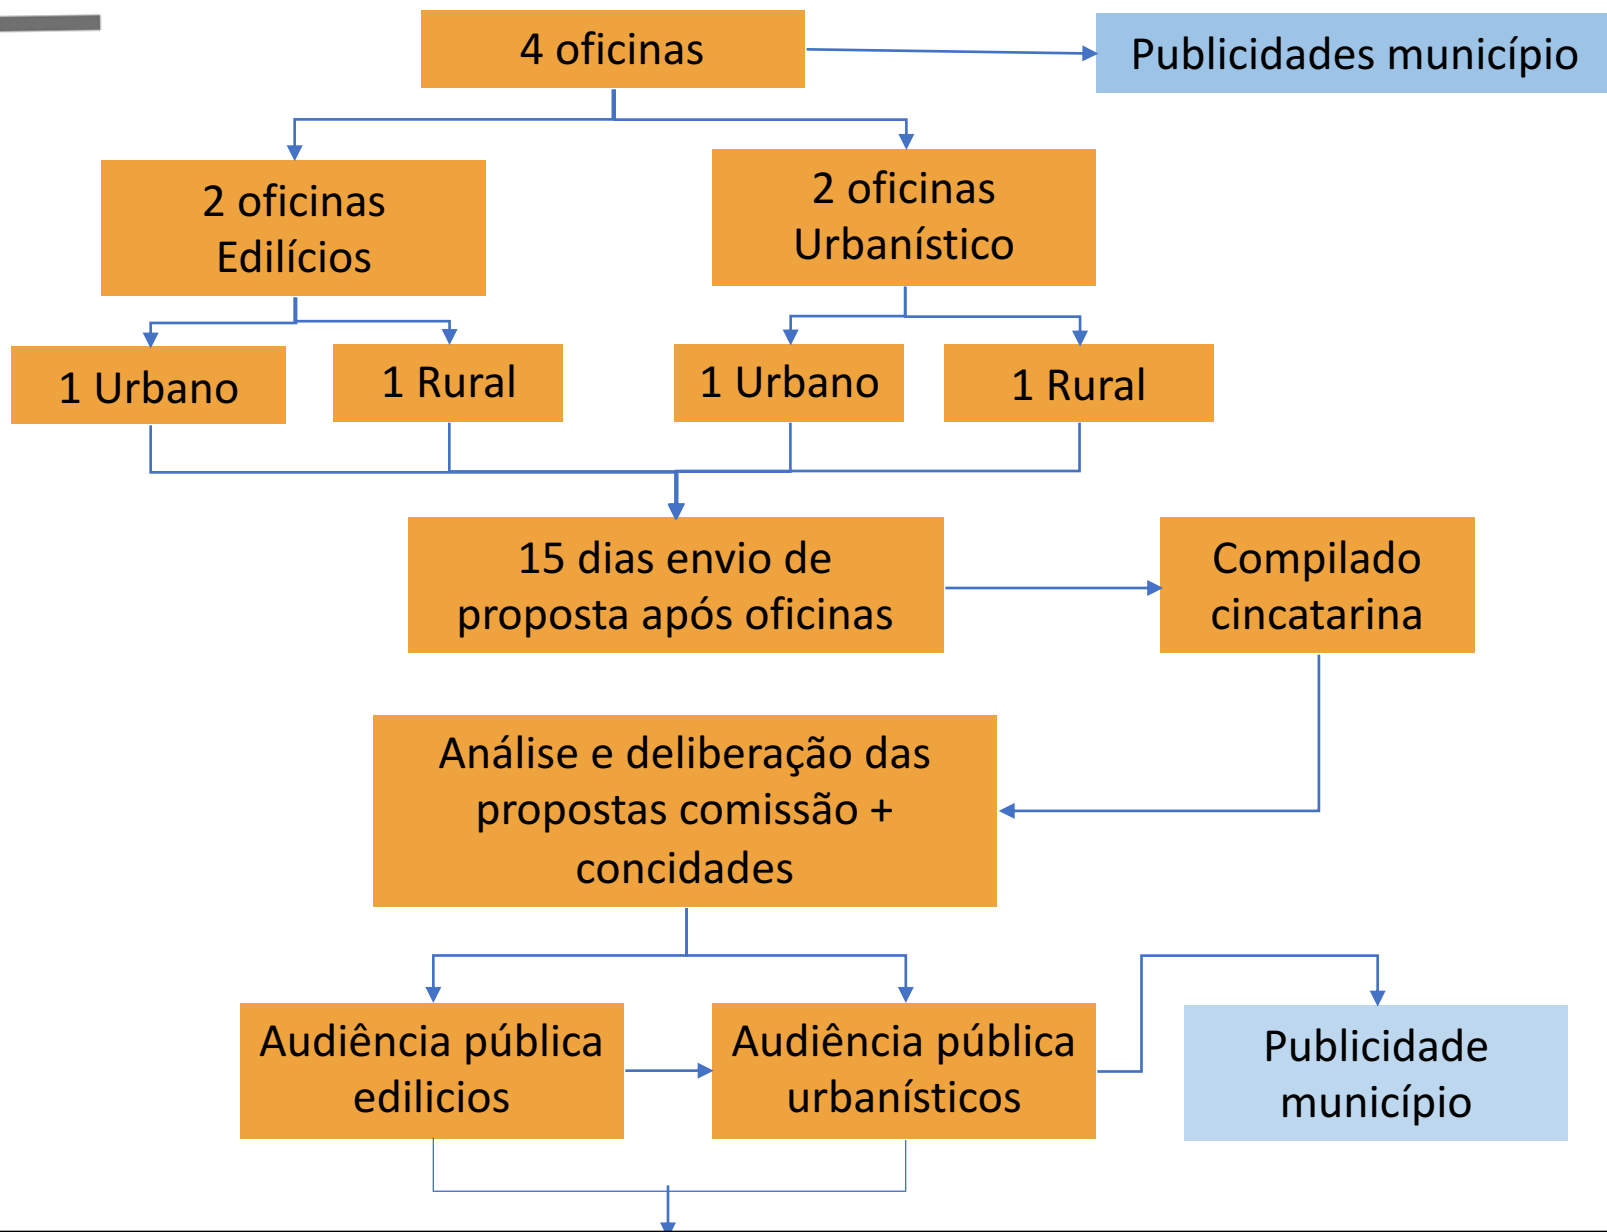 4 oficinas
Publicidades município
2 oficinas
Edilícios
2 oficinas
Urbanístico
1 Urbano
1 Rural
1 Urbano
1 Rural
15 dias envio de
proposta após oficinas
Compilado
cincatarina
Análise e deliberação das
propostas comissão +
concidades
Audiência pública
edilicios
Audiência pública
urbanísticos
Publicidade
município